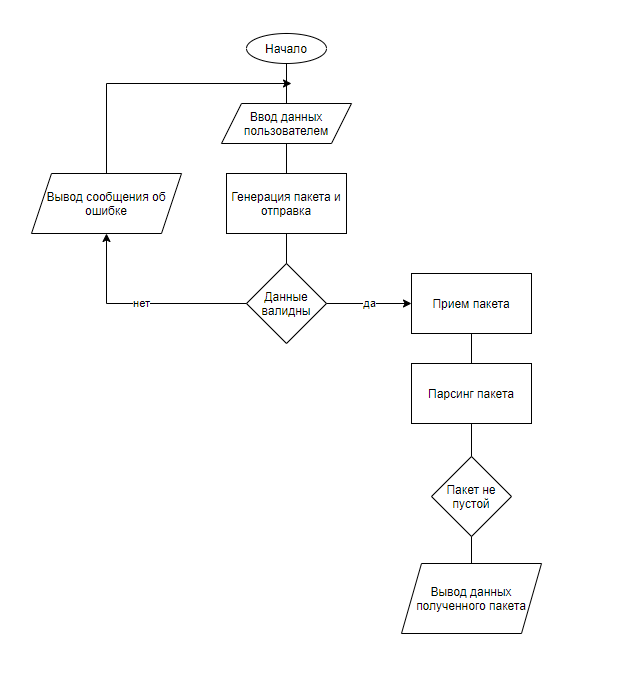 Начало
Ввод данных
пользователем
Вывод сообщения об
ошибке
Генерация пакета и
отправка
Данные
валидны
нет
да
Прием пакета
Парсинг пакета
Пакет не
пустой
Вывод данных
полученного пакета